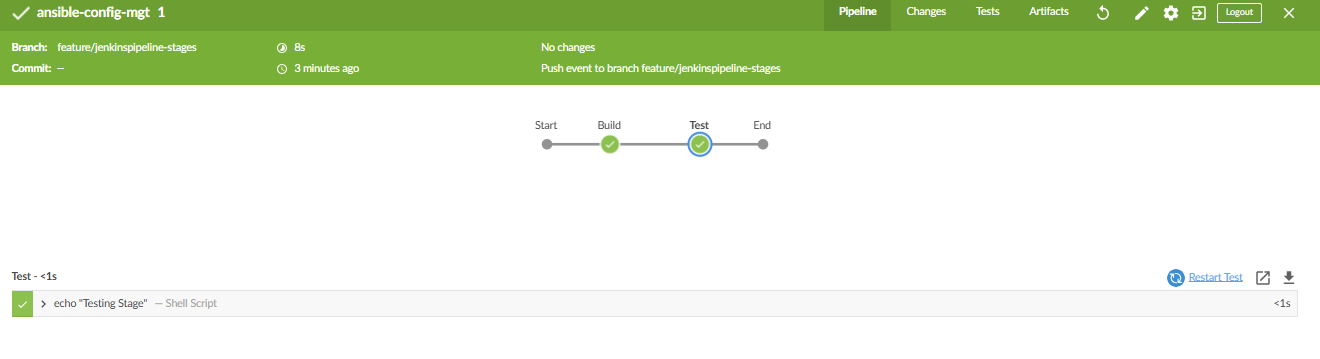 ansible-config-mgt 1 Pipeline Changes Tests Artifacts Logout
Branch: feature/jenkinspipeline-stages 8s No changes
Commit: — 3 minutes ago Push event to branch feature/jenkinspipeline-stages
Start Build Test End
Test - <1s Restart Test
echo "Testing Stage" — Shell Script <1s